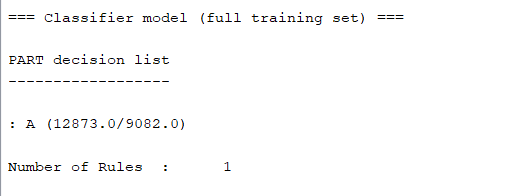 === Classifier model (full training set) ===
PART decision list
------------------
: A (12873.0/9082.0)
Number of Rules  :      1